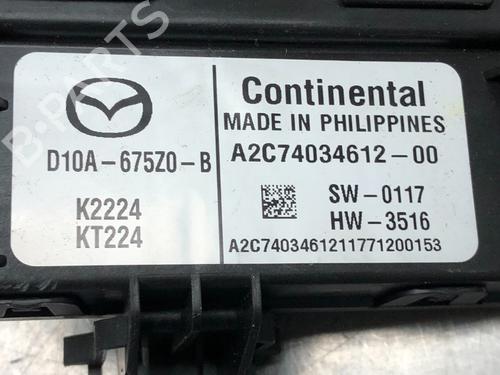 Continental
MADE IN PHILIPPINES
D10A-675Z0-B
A2C74034612-00
K2224
KT224
SW-0117
HW-3516
A2C7403461211771200153
B-PARTS